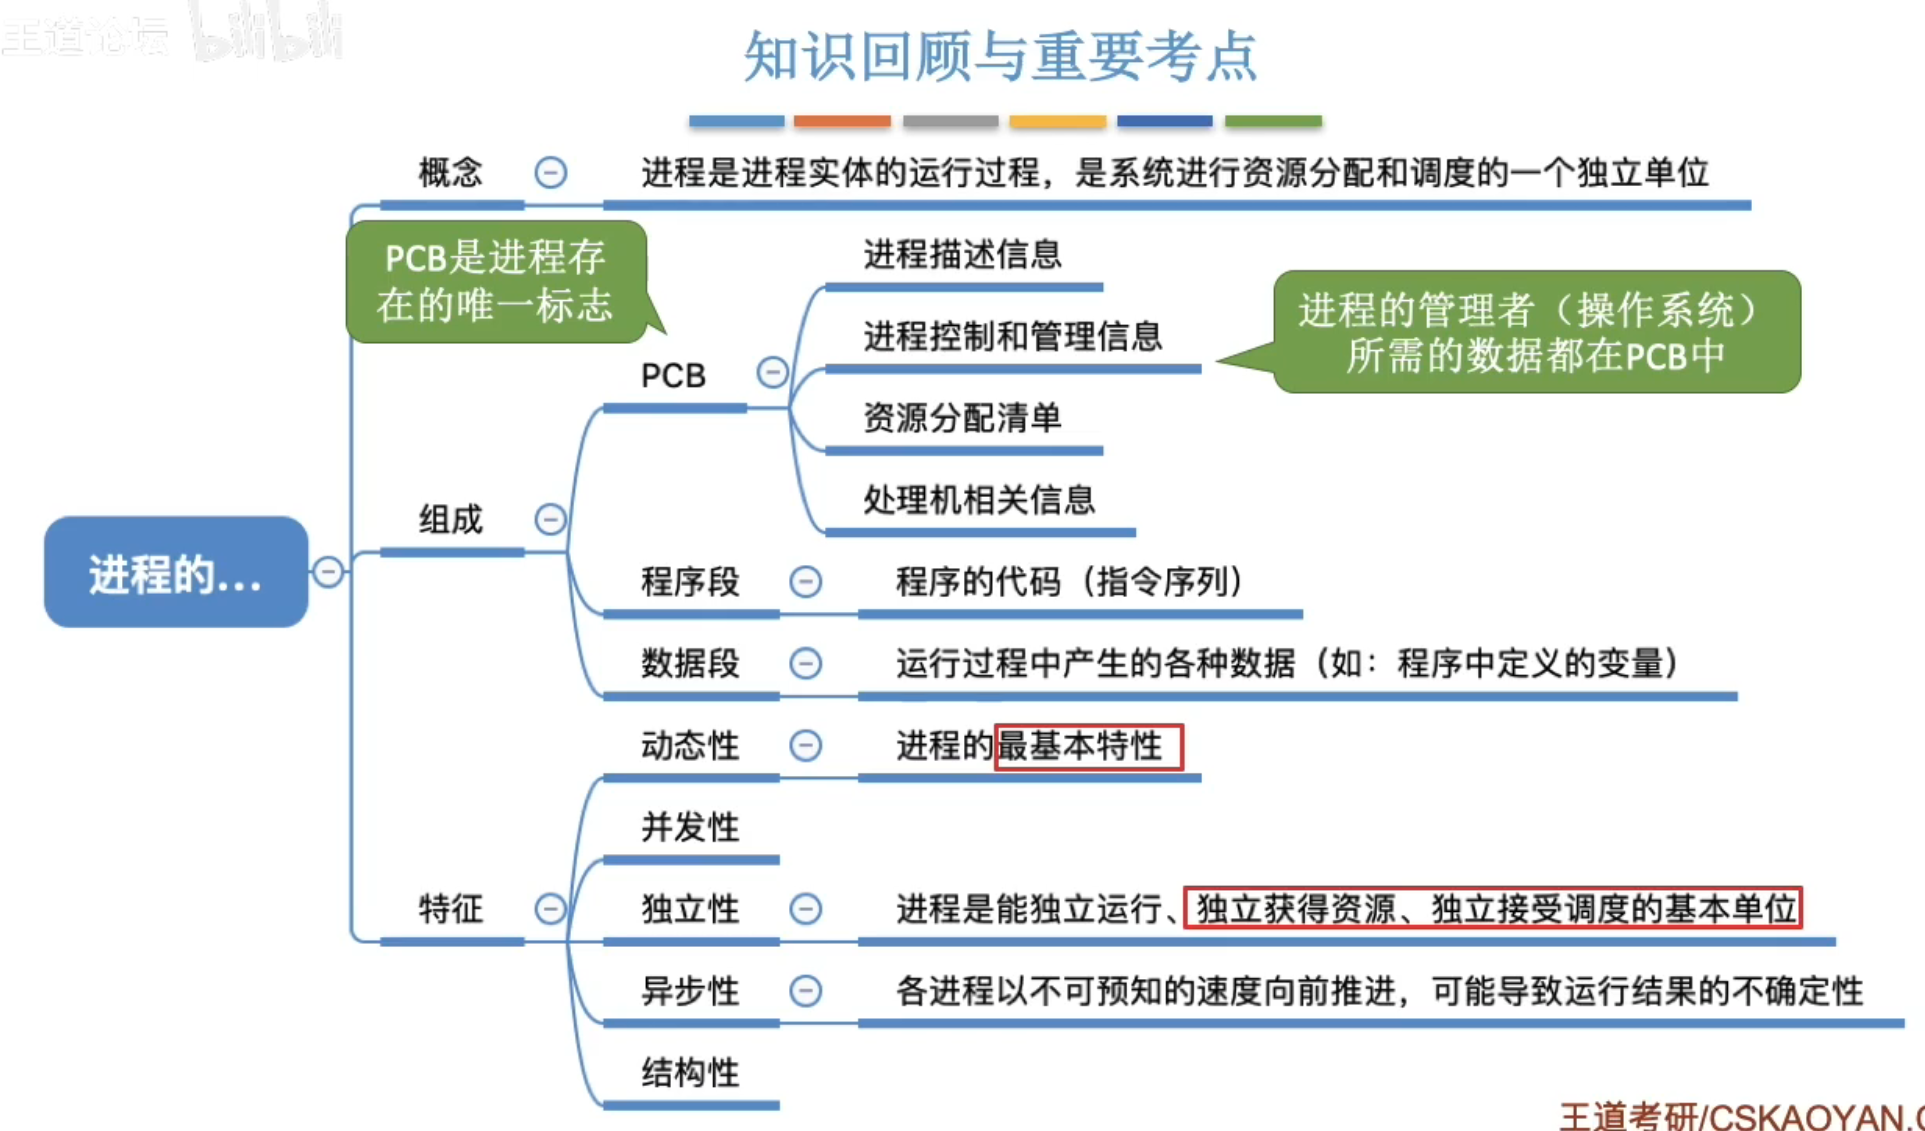 王道论坛 bilibili
知识回顾与重要考点
概念
进程是进程实体的运行过程，是系统进行资源分配和调度的一个独立单位
PCB是进程存
在的唯一标志
进程描述信息
进程的管理者（操作系统）
所需的数据都在PCB中
进程控制和管理信息
PCB
资源分配清单
处理机相关信息
组成
进程的...
程序段
程序的代码（指令序列）
数据段
运行过程中产生的各种数据（如：程序中定义的变量）
动态性
进程的最基本特性
并发性
特征
独立性
进程是能独立运行、独立获得资源、独立接受调度的基本单位
异步性
各进程以不可预知的速度向前推进，可能导致运行结果的不确定性
结构性
王道考研/CSKAOYAN.